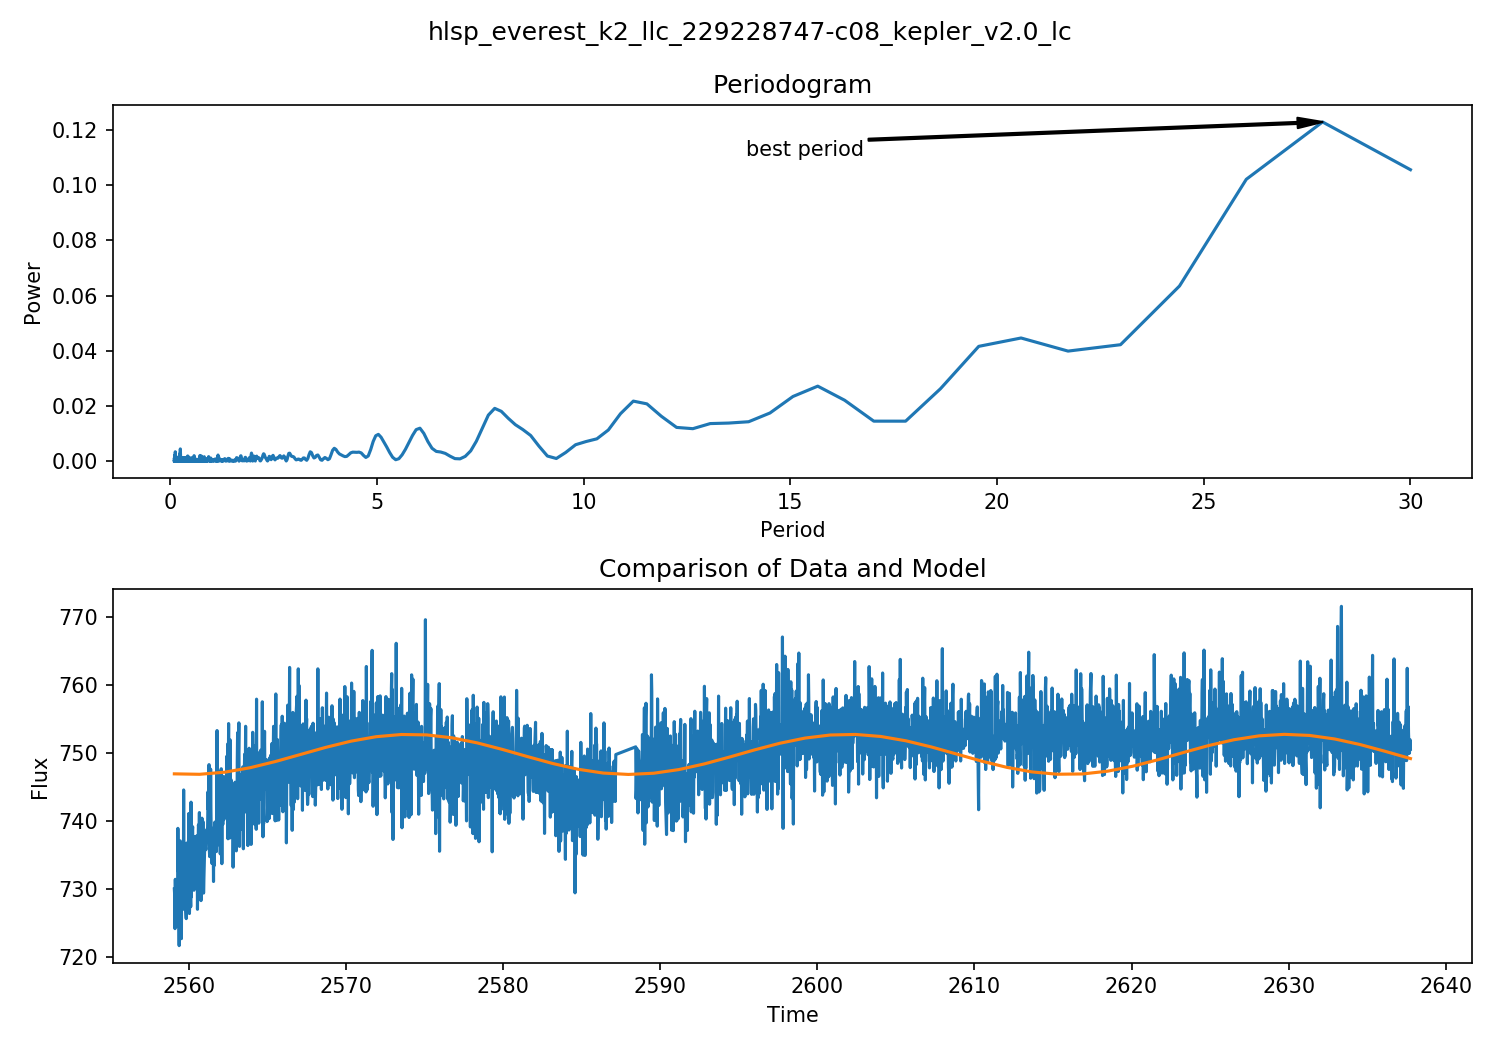 hlsp_everest_k2_llc_229228747-c08_kepler_v2.0_lc
Periodogram
0.12
0.10
0.08
0.06
0.04
0.02
0.00
Power
best period
0 5 10 15 20 25 30
Period
Comparison of Data and Model
770
760
750
740
730
720
Flux
2560 2570 2580 2590 2600 2610 2620 2630 2640
Time